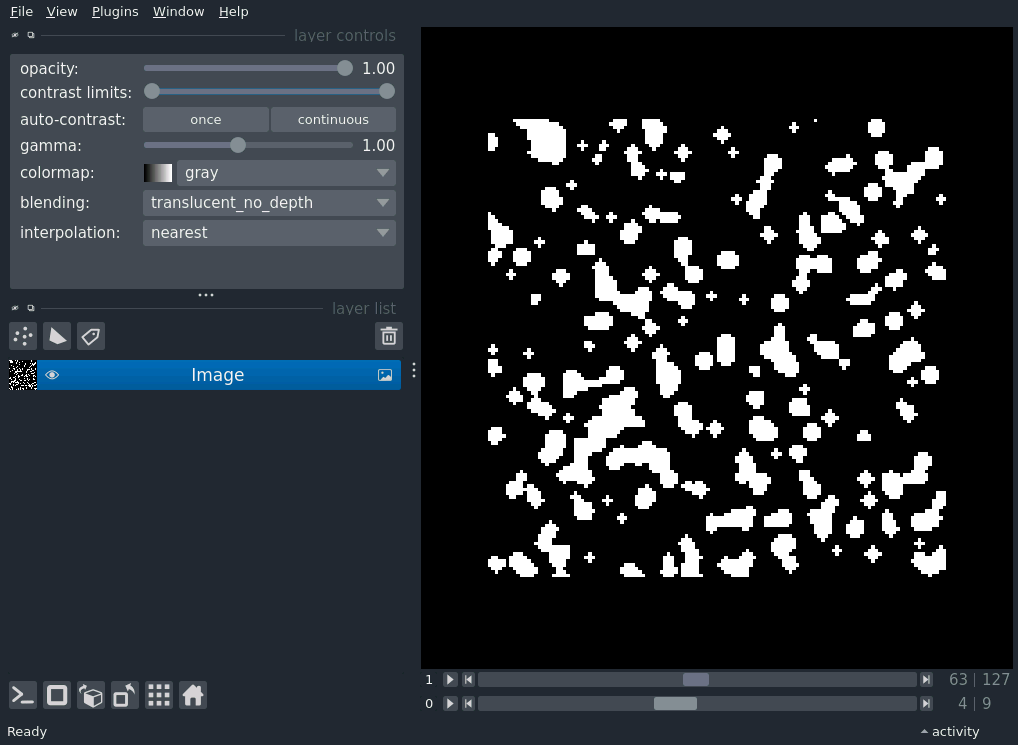 File View Plugins Window Help
layer controls
opacity: 1.00
contrast limits:
auto-contrast: once continuous
gamma: 1.00
colormap: gray
blending: translucent_no_depth
interpolation: nearest
layer list
Image
1 63 | 127
0 4 | 9
Ready activity